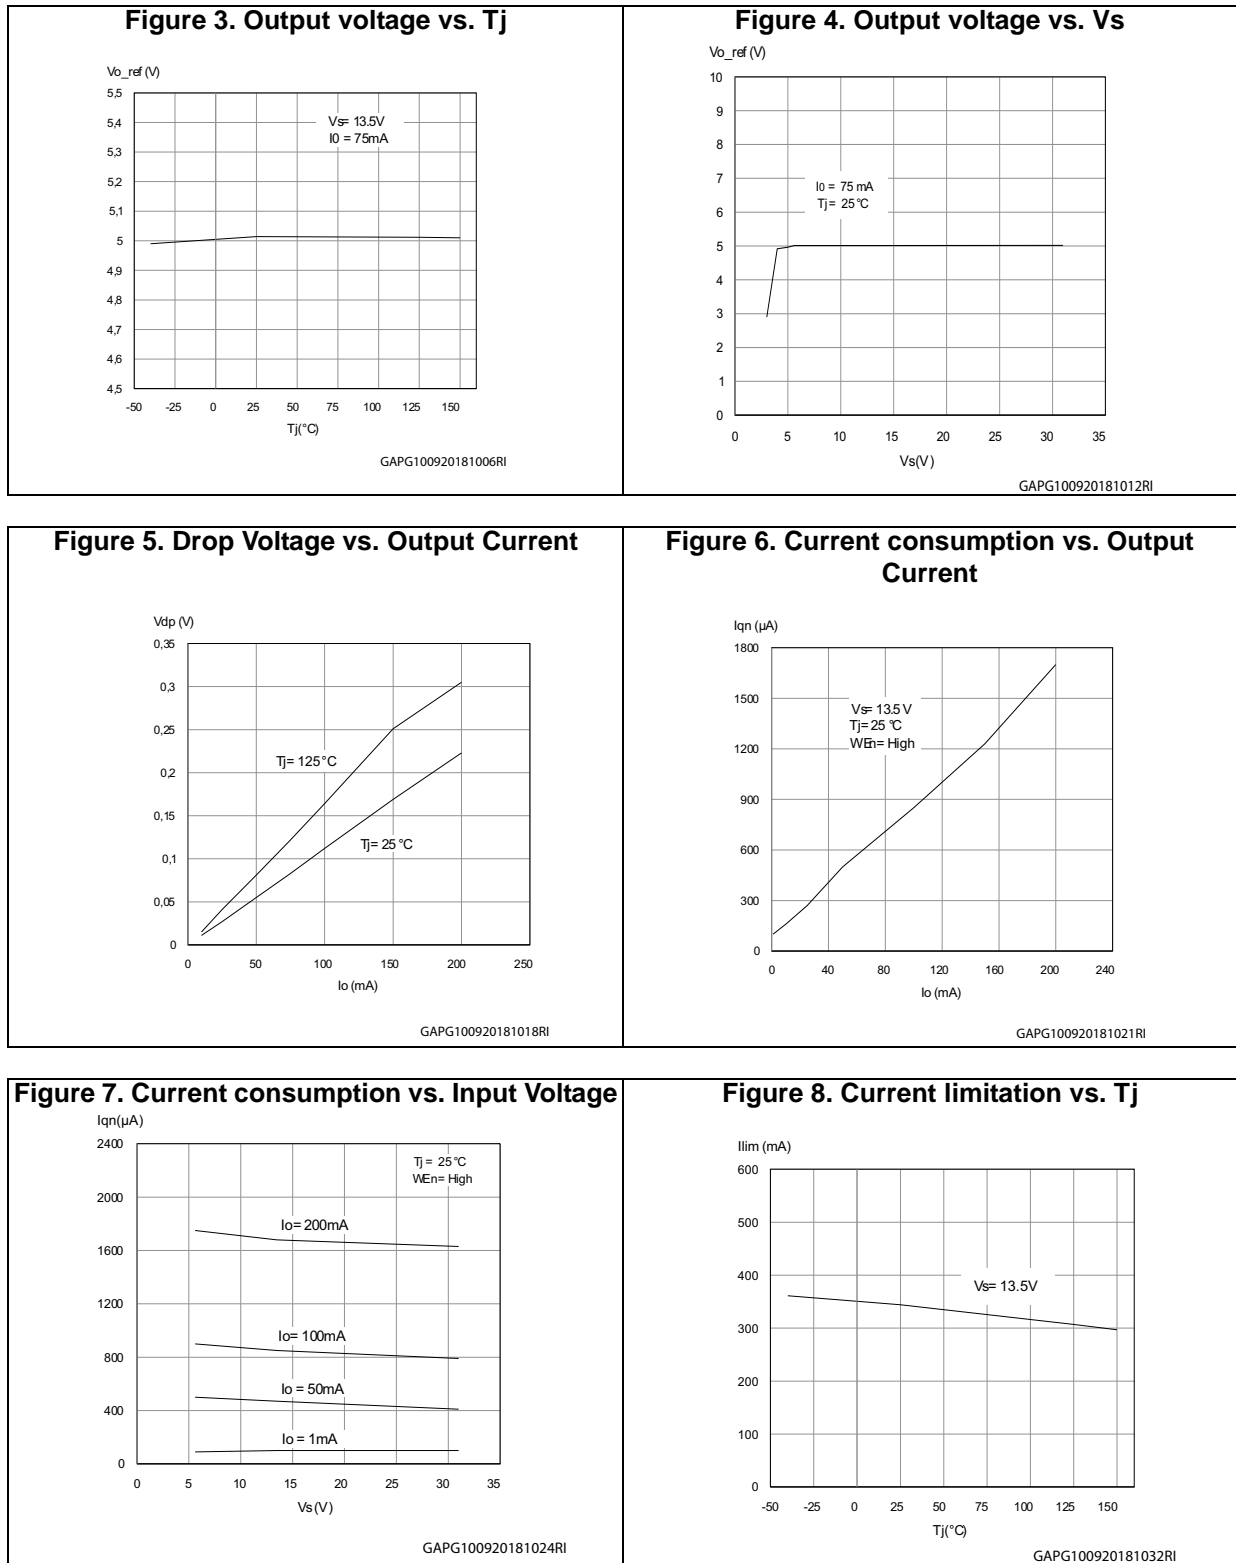 Figure 3. Output voltage vs. Tj
Vo_ref (V)
5,5
5,4
5,3
5,2
5,1
5
4,9
4,8
4,7
4,6
4,5
Vs= 13.5V
I0 = 75mA
-50 -25 0 25 50 75 100 125 150
Tj(°C)
GAPG100920181006RI
Figure 4. Output voltage vs. Vs
Vo_ref (V)
10
9
8
7
6
5
4
3
2
1
0
I0 = 75 mA
Tj= 25°C
0 5 10 15 20 25 30 35
Vs(V)
GAPG100920181012RI
Figure 5. Drop Voltage vs. Output Current
Vdp (V)
0,35
0,3
0,25
0,2
0,15
0,1
0,05
0
Tj= 125°C
Tj= 25°C
0 50 100 150 200 250
Io (mA)
GAPG100920181018RI
Figure 6. Current consumption vs. Output
Current
Iqn (µA)
1800
1500
1200
900
600
300
0
Vs= 13.5 V
Tj= 25 °C
WEn= High
0 40 80 120 160 200 240
Io (mA)
GAPG100920181021RI
Figure 7. Current consumption vs. Input Voltage
Iqn(µA)
2400
2000
1600
1200
800
400
0
Tj = 25°C
WEn= High
Io= 200mA
Io= 100mA
Io = 50mA
Io = 1mA
0 5 10 15 20 25 30 35
Vs(V)
GAPG100920181024RI
Figure 8. Current limitation vs. Tj
Ilim (mA)
600
500
400
300
200
100
0
Vs= 13.5V
-50 -25 0 25 50 75 100 125 150
Tj(°C)
GAPG100920181032RI